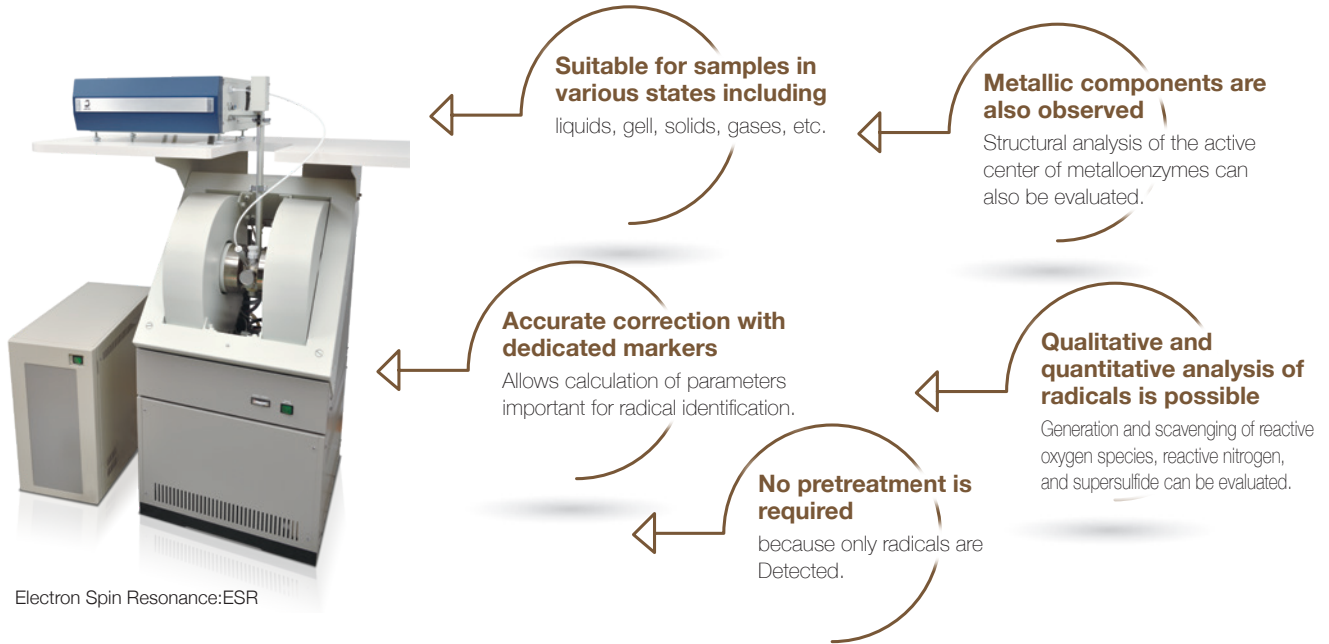 Suitable for samples in
various states including
liquids, gell, solids, gases, etc.
Metallic components are
also observed
Structural analysis of the active
center of metalloenzymes can
also be evaluated.
Accurate correction with
dedicated markers
Allows calculation of parameters
important for radical identification.
Qualitative and
quantitative analysis of
radicals is possible
Generation and scavenging of reactive
oxygen species, reactive nitrogen,
and supersulfide can be evaluated.
No pretreatment is
required
because only radicals are
Detected.
Electron Spin Resonance:ESR